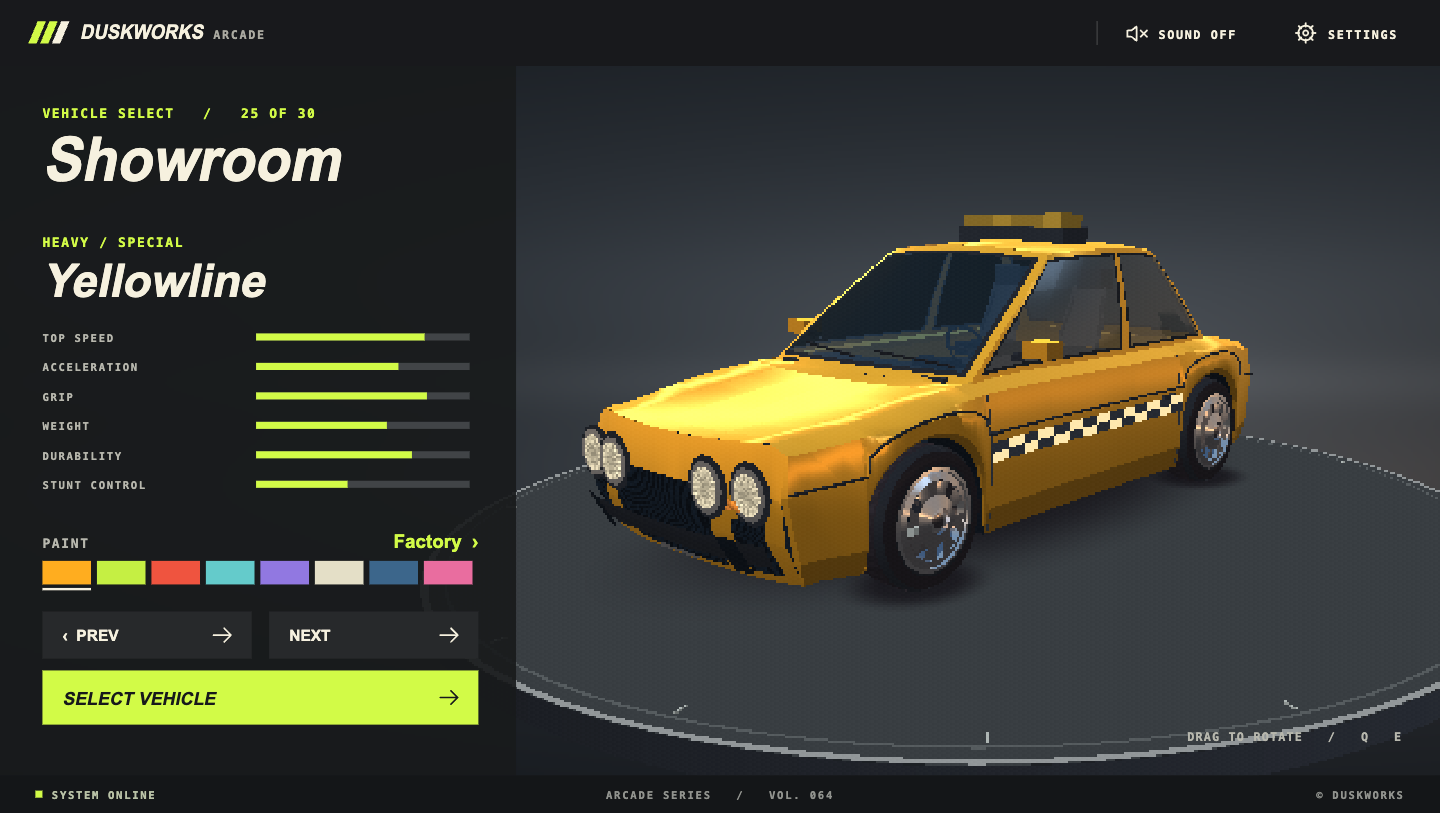 DUSKWORKS ARCADE
SOUND OFF
SETTINGS
VEHICLE SELECT / 25 OF 30
Showroom
HEAVY / SPECIAL
Yellowline
TOP SPEED
ACCELERATION
GRIP
WEIGHT
DURABILITY
STUNT CONTROL
PAINT
Factory ›
‹ PREV
NEXT
SELECT VEHICLE
DRAG TO ROTATE / Q E
SYSTEM ONLINE
ARCADE SERIES / VOL. 064
© DUSKWORKS